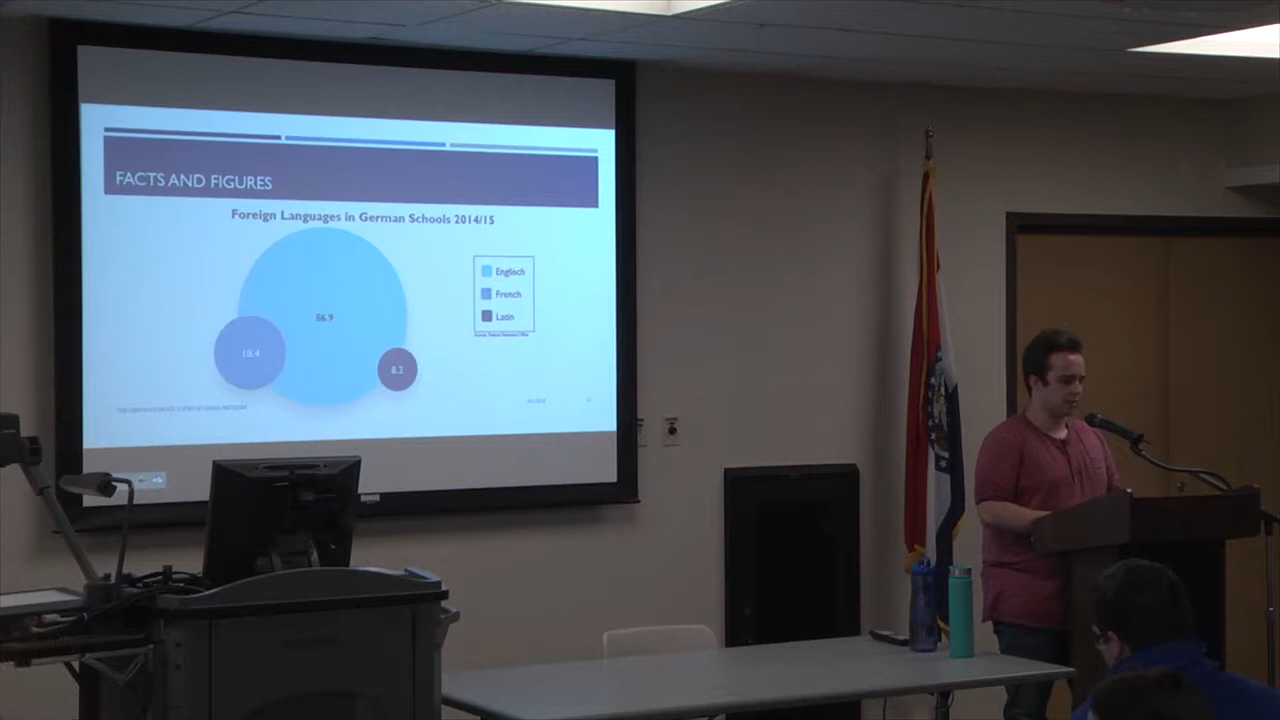 FACTS AND FIGURES
Foreign Languages in German Schools 2014/15
86.9
18.4
8.2
Englisch
French
Latin